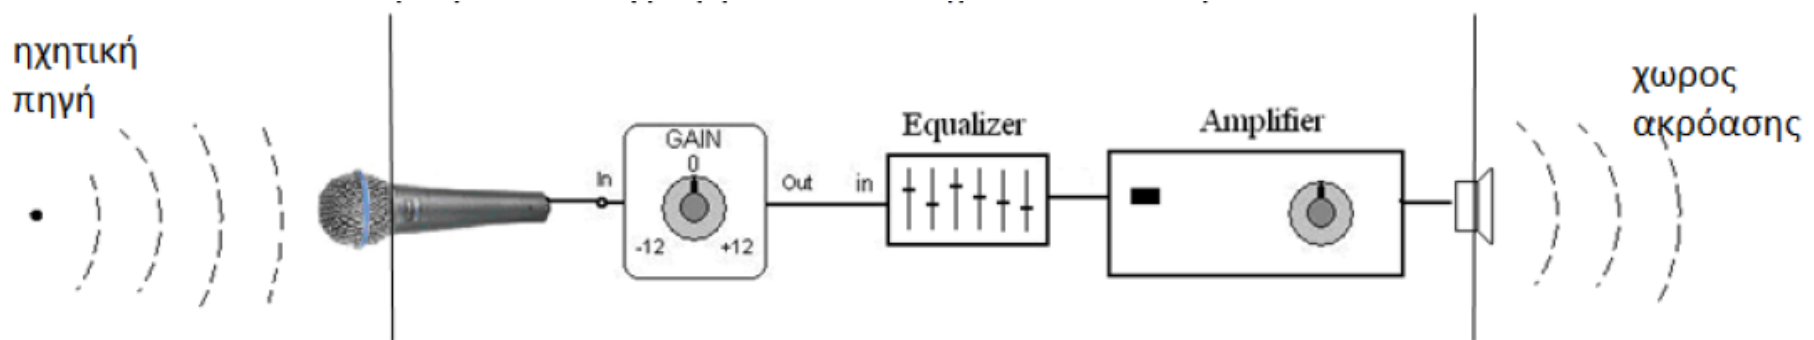 ηχητική
πηγή
In
GAIN
0
-12
+12
Out
in
Equalizer
Amplifier
χωρος
ακρόασης